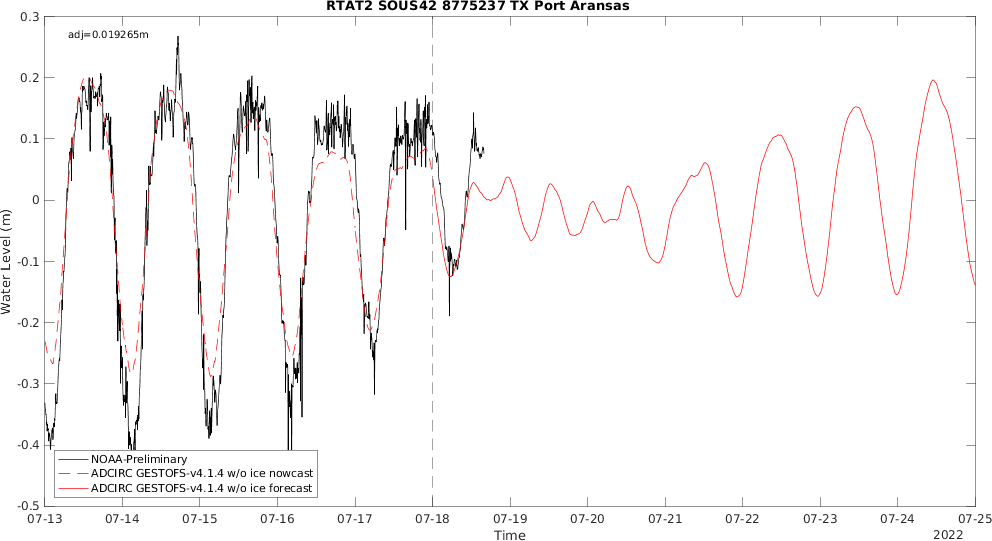 RTAT2 SOUS42 8775237 TX Port Aransas
adj=0.019265m
0.3
0.2
0.1
0
-0.1
-0.2
-0.3
-0.4
-0.5
Water Level (m)
NOAA-Preliminary
ADCIRC GESTOFS-v4.1.4 w/o ice nowcast
ADCIRC GESTOFS-v4.1.4 w/o ice forecast
07-13 07-14 07-15 07-16 07-17 07-18 07-19 07-20 07-21 07-22 07-23 07-24 07-25
Time
2022